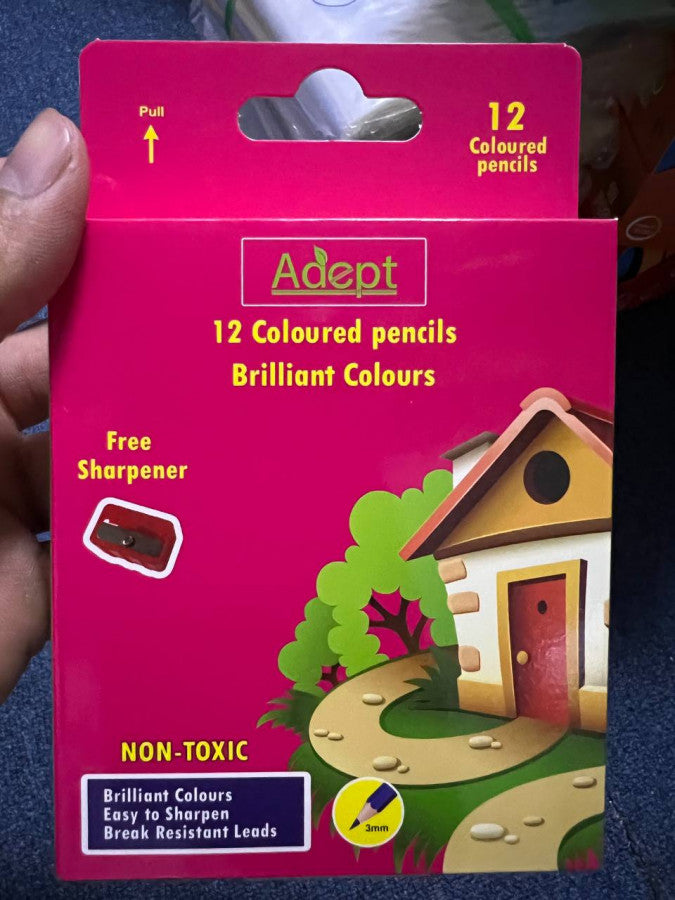 Pull
12
Coloured
pencils
Adept
12 Coloured pencils
Brilliant Colours
Free
Sharpener
NON-TOXIC
Brilliant Colours
Easy to Sharpen
Break Resistant Leads
3mm